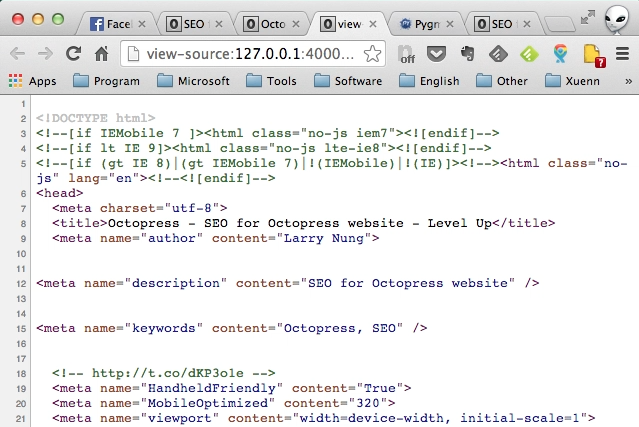 Facel
SEO
Octo
view-
Pygm
SEO
view-source:127.0.0.1:4000...
off
7
Apps
Program
Microsoft
Tools
Software
English
Other
Xuenn
1
2 <!DOCTYPE html>
3 <!--[if IEMobile 7 ]><html class="no-js iem7"><![endif]-->
4 <!--[if lt IE 9]><html class="no-js lte-ie8"><![endif]-->
5 <!--[if (gt IE 8)|(gt IEMobile 7)|!(IEMobile)|!(IE)]><!--><html class="no-
js" lang="en"><!--<![endif]-->
6 <head>
7 <meta charset="utf-8">
8 <title>Octopress - SEO for Octopress website - Level Up</title>
9 <meta name="author" content="Larry Nung">
10
11
12 <meta name="description" content="SEO for Octopress website" />
13
14
15 <meta name="keywords" content="Octopress, SEO" />
16
17
18 <!-- http://t.co/dKP3o1e -->
19 <meta name="HandheldFriendly" content="True">
20 <meta name="MobileOptimized" content="320">
21 <meta name="viewport" content="width=device-width, initial-scale=1">